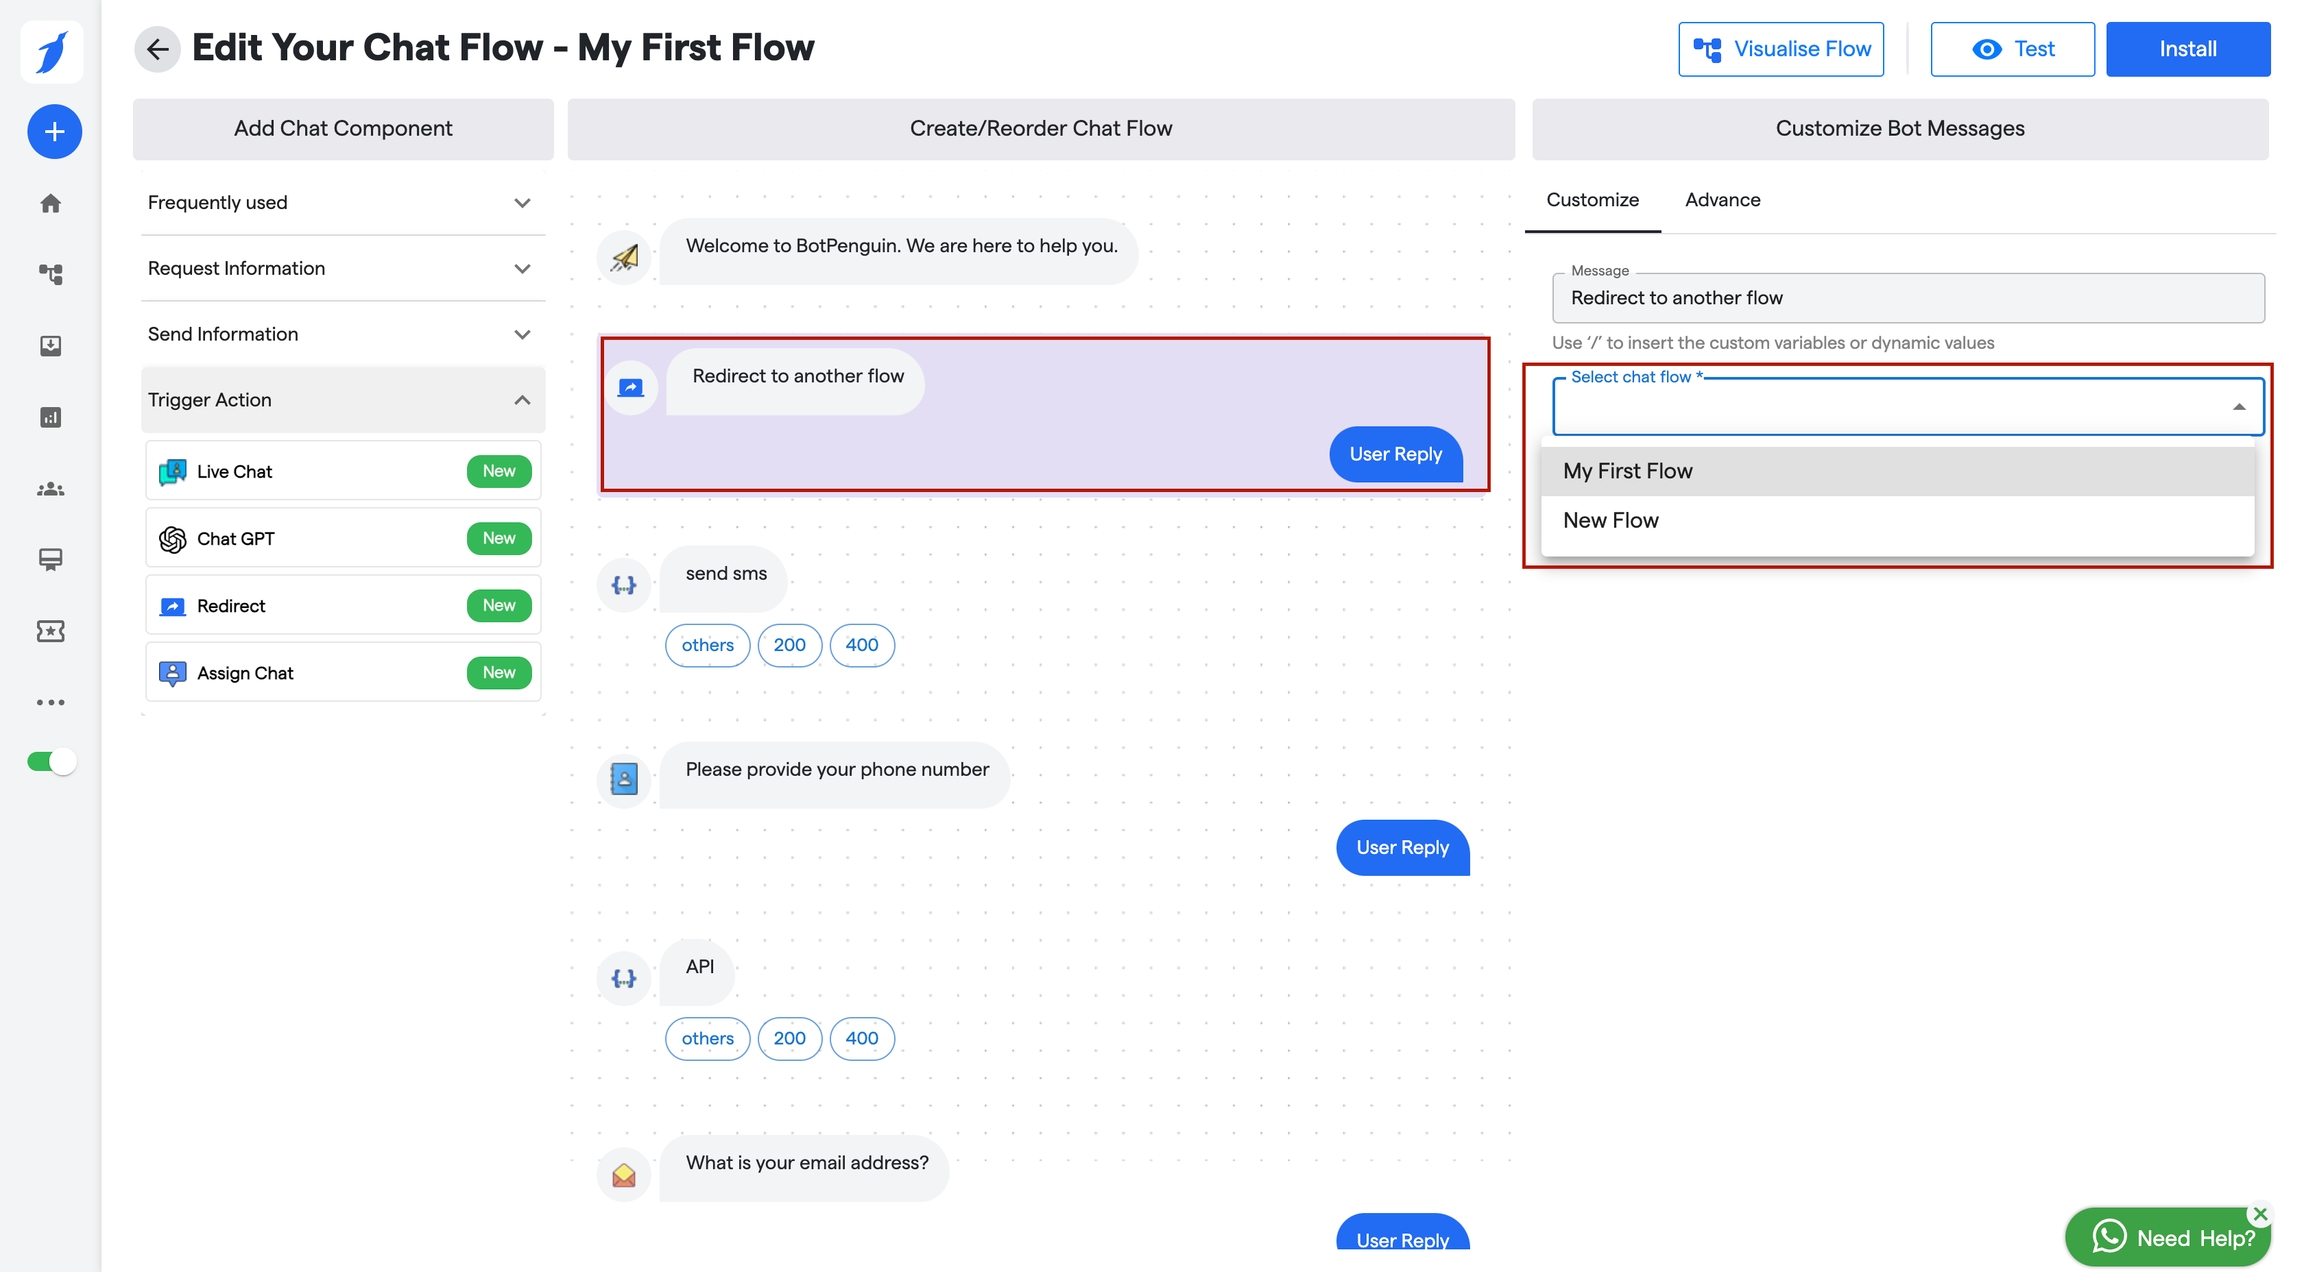 Edit Your Chat Flow - My First Flow
Visualise Flow
Test
Install
Add Chat Component
Create/Reorder Chat Flow
Customize Bot Messages
Frequently used
Request Information
Send Information
Trigger Action
Live Chat
New
Chat GPT
New
Redirect
New
Assign Chat
New
Welcome to BotPenguin. We are here to help you.
Redirect to another flow
User Reply
send sms
others
200
400
Please provide your phone number
User Reply
API
others
200
400
What is your email address?
User Reply
Customize
Advance
Message
Redirect to another flow
Use ‘/’ to insert the custom variables or dynamic values
Select chat flow *
My First Flow
New Flow
Need Help?